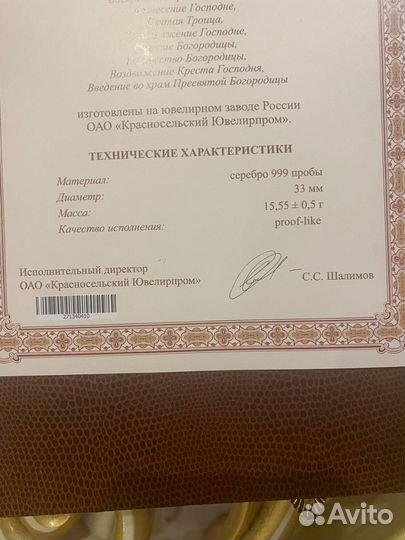 Вознесение Господне,
Святая Троица,
Преображение Господне,
Богородицы,
Рождество Богородицы,
Воздвижение Креста Господня,
Введение во храм Пресвятой Богородицы
изготовлены на ювелирном заводе России
ОАО «Красносельский Ювелирпром».
ТЕХНИЧЕСКИЕ ХАРАКТЕРИСТИКИ
Материал: серебро 999 пробы
Диаметр: 33 мм
Масса: 15,55 ± 0,5 г
Качество исполнения: proof-like
Исполнительный директор
ОАО «Красносельский Ювелирпром» С.С. Шалимов
271340410
Avito